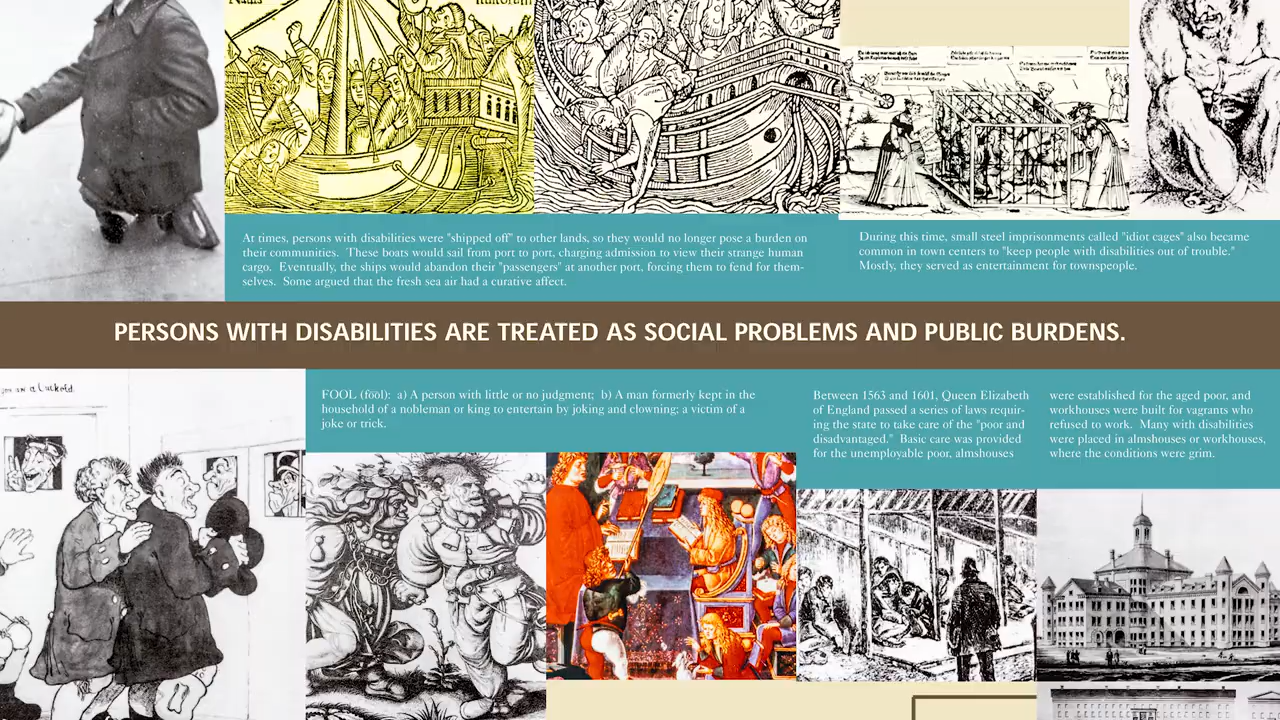 At times, persons with disabilities were "shipped off" to other lands, so they would no longer pose a burden on
their communities. These boats would sail from port to port, charging admission to view their strange human
cargo. Eventually, the ships would abandon their "passengers" at another port, forcing them to fend for them-
selves. Some argued that the fresh sea air had a curative affect.
During this time, small steel imprisonments called "idiot cages" also became
common in town centers to "keep people with disabilities out of trouble."
Mostly, they served as entertainment for townspeople.
PERSONS WITH DISABILITIES ARE TREATED AS SOCIAL PROBLEMS AND PUBLIC BURDENS.
FOOL (fōōl): a) A person with little or no judgment; b) A man formerly kept in the
household of a nobleman or king to entertain by joking and clowning; a victim of a
joke or trick.
Between 1563 and 1601, Queen Elizabeth
of England passed a series of laws requir-
ing the state to take care of the "poor and
disadvantaged." Basic care was provided
for the unemployable poor, almshouses
were established for the aged poor, and
workhouses were built for vagrants who
refused to work. Many with disabilities
were placed in almshouses or workhouses,
where the conditions were grim.